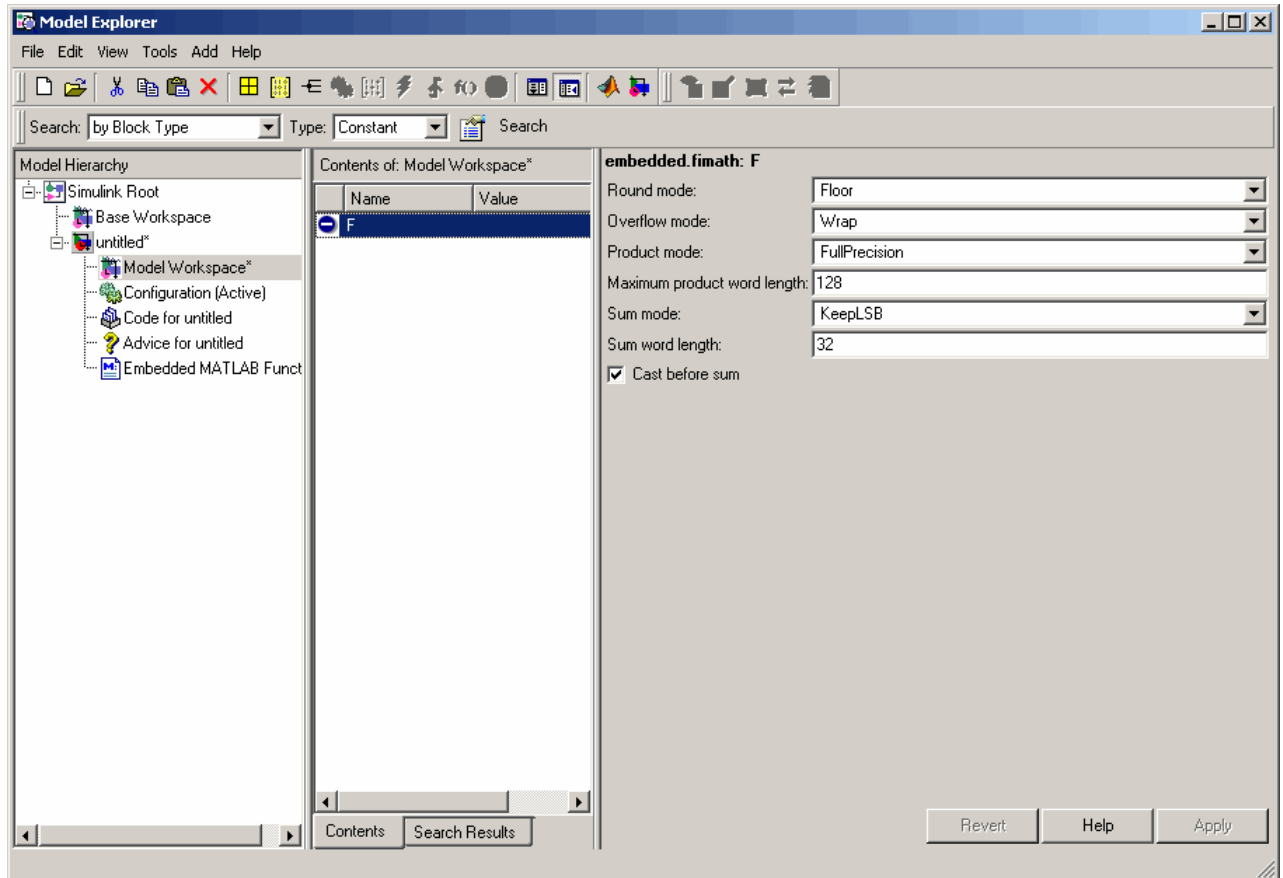 Model Explorer
File Edit View Tools Add Help
f()
Search: by Block Type Type: Constant Search
Model Hierarchy
Simulink Root
Base Workspace
untitled*
Model Workspace*
Configuration (Active)
Code for untitled
Advice for untitled
M Embedded MATLAB Funct
Contents of: Model Workspace*
Name Value
F
Contents Search Results
embedded.fimath: F
Round mode: Floor
Overflow mode: Wrap
Product mode: FullPrecision
Maximum product word length: 128
Sum mode: KeepLSB
Sum word length: 32
Cast before sum
Revert Help Apply